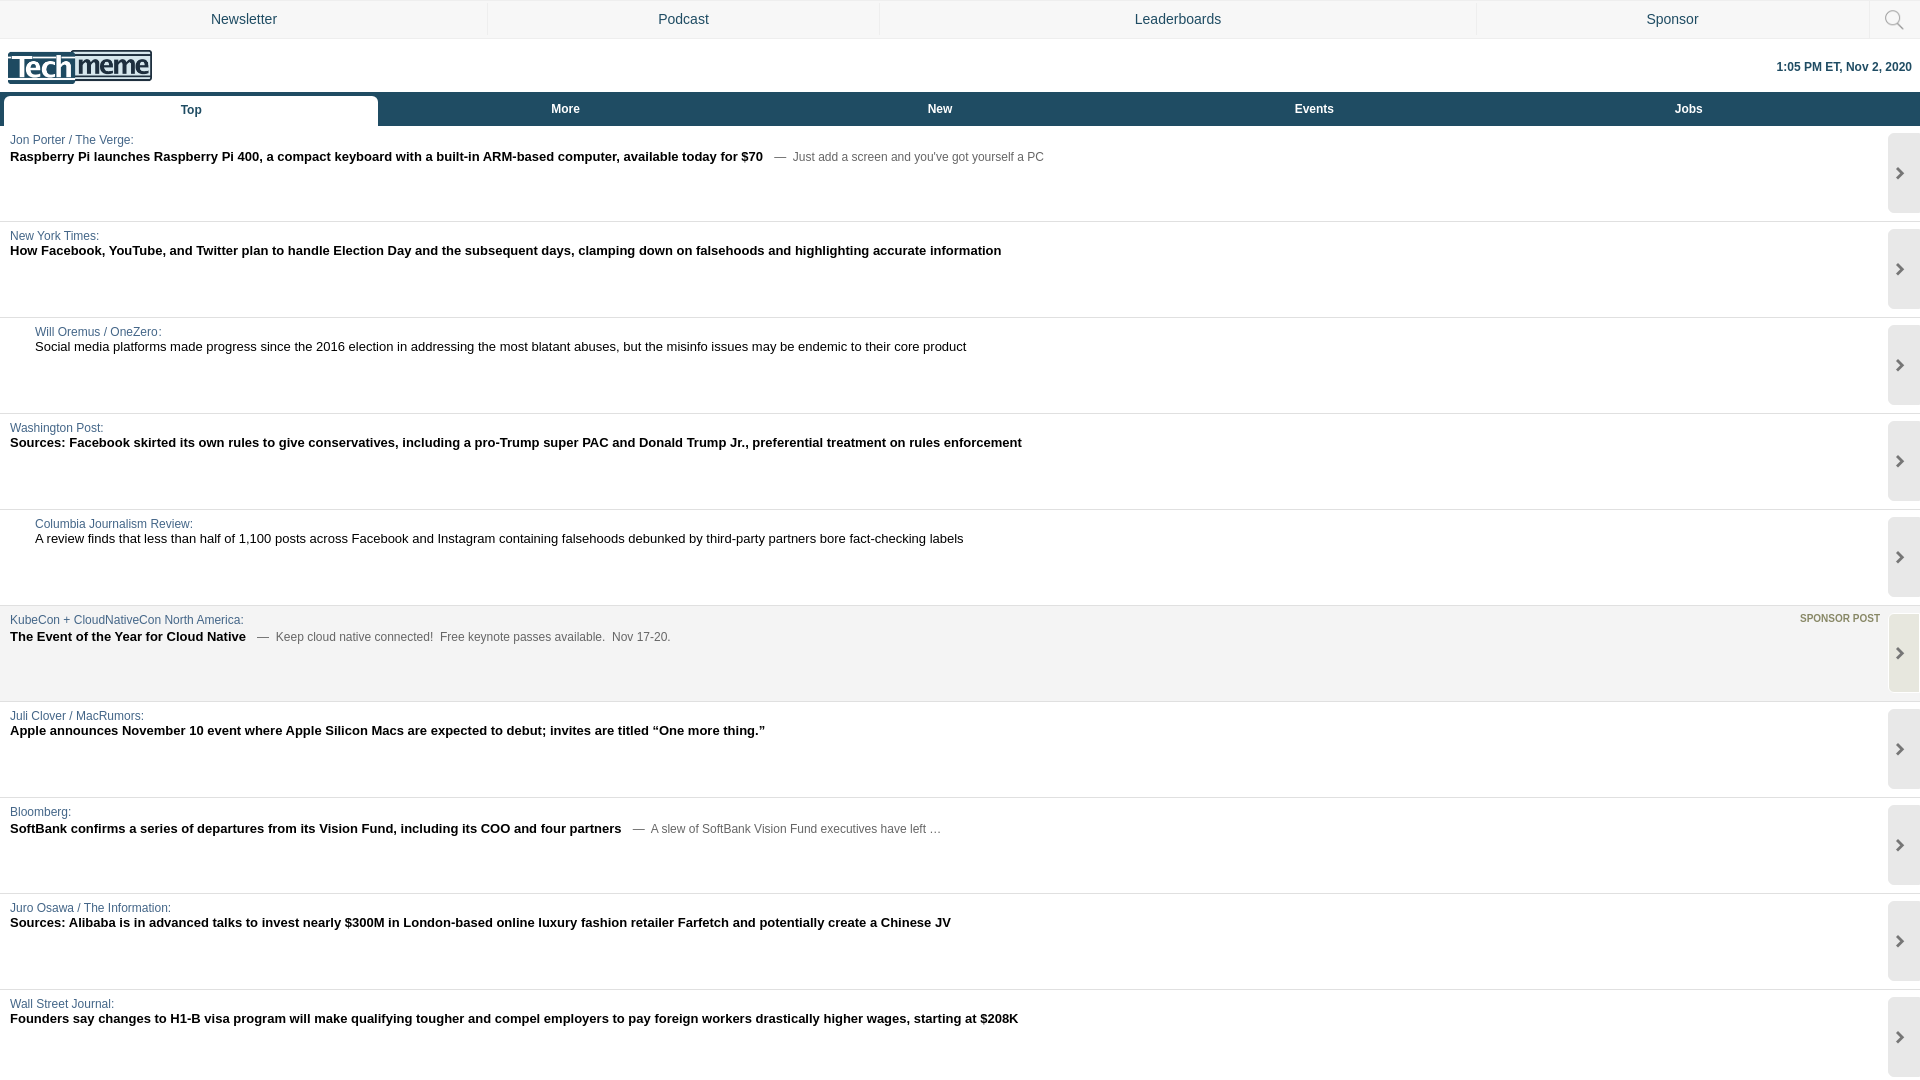 Newsletter
Podcast
Leaderboards
Sponsor
Techmeme
1:05 PM ET, Nov 2, 2020
Top
More
New
Events
Jobs
Jon Porter / The Verge:
Raspberry Pi launches Raspberry Pi 400, a compact keyboard with a built-in ARM-based computer, available today for $70 — Just add a screen and you've got yourself a PC
New York Times:
How Facebook, YouTube, and Twitter plan to handle Election Day and the subsequent days, clamping down on falsehoods and highlighting accurate information
Will Oremus / OneZero:
Social media platforms made progress since the 2016 election in addressing the most blatant abuses, but the misinfo issues may be endemic to their core product
Washington Post:
Sources: Facebook skirted its own rules to give conservatives, including a pro-Trump super PAC and Donald Trump Jr., preferential treatment on rules enforcement
Columbia Journalism Review:
A review finds that less than half of 1,100 posts across Facebook and Instagram containing falsehoods debunked by third-party partners bore fact-checking labels
KubeCon + CloudNativeCon North America:
SPONSOR POST
The Event of the Year for Cloud Native — Keep cloud native connected! Free keynote passes available. Nov 17-20.
Juli Clover / MacRumors:
Apple announces November 10 event where Apple Silicon Macs are expected to debut; invites are titled “One more thing.”
Bloomberg:
SoftBank confirms a series of departures from its Vision Fund, including its COO and four partners — A slew of SoftBank Vision Fund executives have left …
Juro Osawa / The Information:
Sources: Alibaba is in advanced talks to invest nearly $300M in London-based online luxury fashion retailer Farfetch and potentially create a Chinese JV
Wall Street Journal:
Founders say changes to H1-B visa program will make qualifying tougher and compel employers to pay foreign workers drastically higher wages, starting at $208K